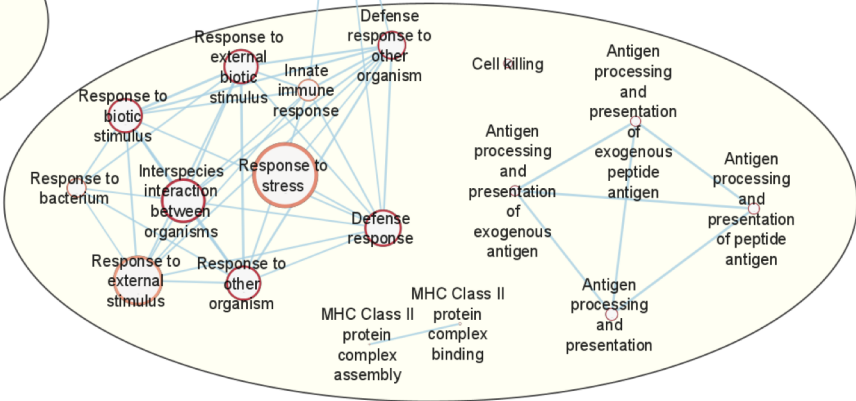 Defense
response to
other
organism
Response to
external
biotic
stimulus
Innate
immune
response
Response to
biotic
stimulus
Response to
stress
Response to
bacterium
Interspecies
interaction
between
organisms
Defense
response
Response to
external
stimulus
Response to
other
organism
Cell killing
Antigen
processing
and
presentation
of
exogenous
peptide
antigen
Antigen
processing
and
presentation
of
exogenous
antigen
Antigen
processing
and
presentation
of peptide
antigen
Antigen
processing
and
presentation
MHC Class II
protein
complex
assembly
MHC Class II
protein
complex
binding